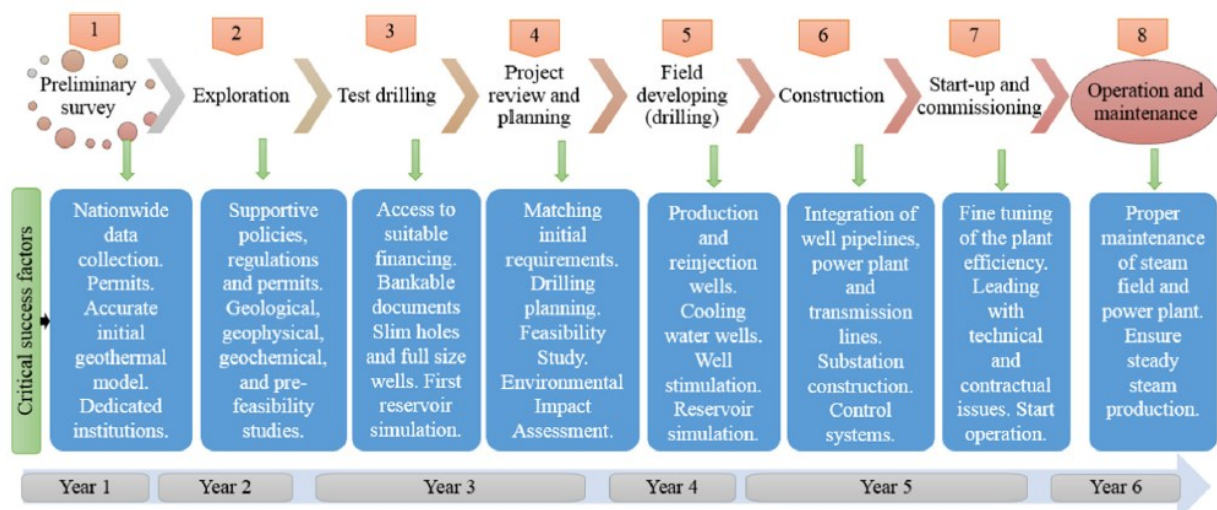 1
2
3
4
5
6
7
8
Preliminary
survey
Exploration
Test drilling
Project
review and
planning
Field
developing
(drilling)
Construction
Start-up and
commissioning
Operation and
maintenance
Critical success factors
Nationwide
data
collection.
Permits.
Accurate
initial
geothermal
model.
Dedicated
institutions.
Supportive
policies,
regulations
and permits.
Geological,
geophysical,
geochemical,
and pre-
feasibility
studies.
Access to
suitable
financing.
Bankable
documents
Slim holes
and full size
wells. First
reservoir
simulation.
Matching
initial
requirements.
Drilling
planning.
Feasibility
Study.
Environmental
Impact
Assessment.
Production
and
reinjection
wells.
Cooling
water wells.
Well
stimulation.
Reservoir
simulation.
Integration of
well pipelines,
power plant
and
transmission
lines.
Substation
construction.
Control
systems.
Fine tuning
of the plant
efficiency.
Leading
with
technical
and
contractual
issues. Start
operation.
Proper
maintenance
of steam
field and
power plant.
Ensure
steady
steam
production.
Year 1
Year 2
Year 3
Year 4
Year 5
Year 6